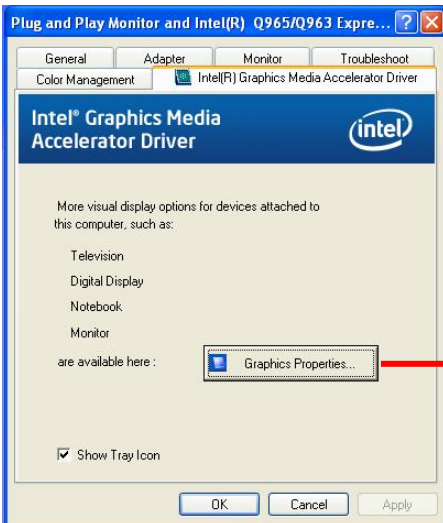 Plug and Play Monitor and Intel(R) Q965/Q963 Expre...
General Adapter Monitor Troubleshoot
Color Management Intel(R) Graphics Media Accelerator Driver
Intel® Graphics Media
Accelerator Driver
intel
More visual display options for devices attached to
this computer, such as:
Television
Digital Display
Notebook
Monitor
are available here : Graphics Properties...
Show Tray Icon
OK Cancel Apply